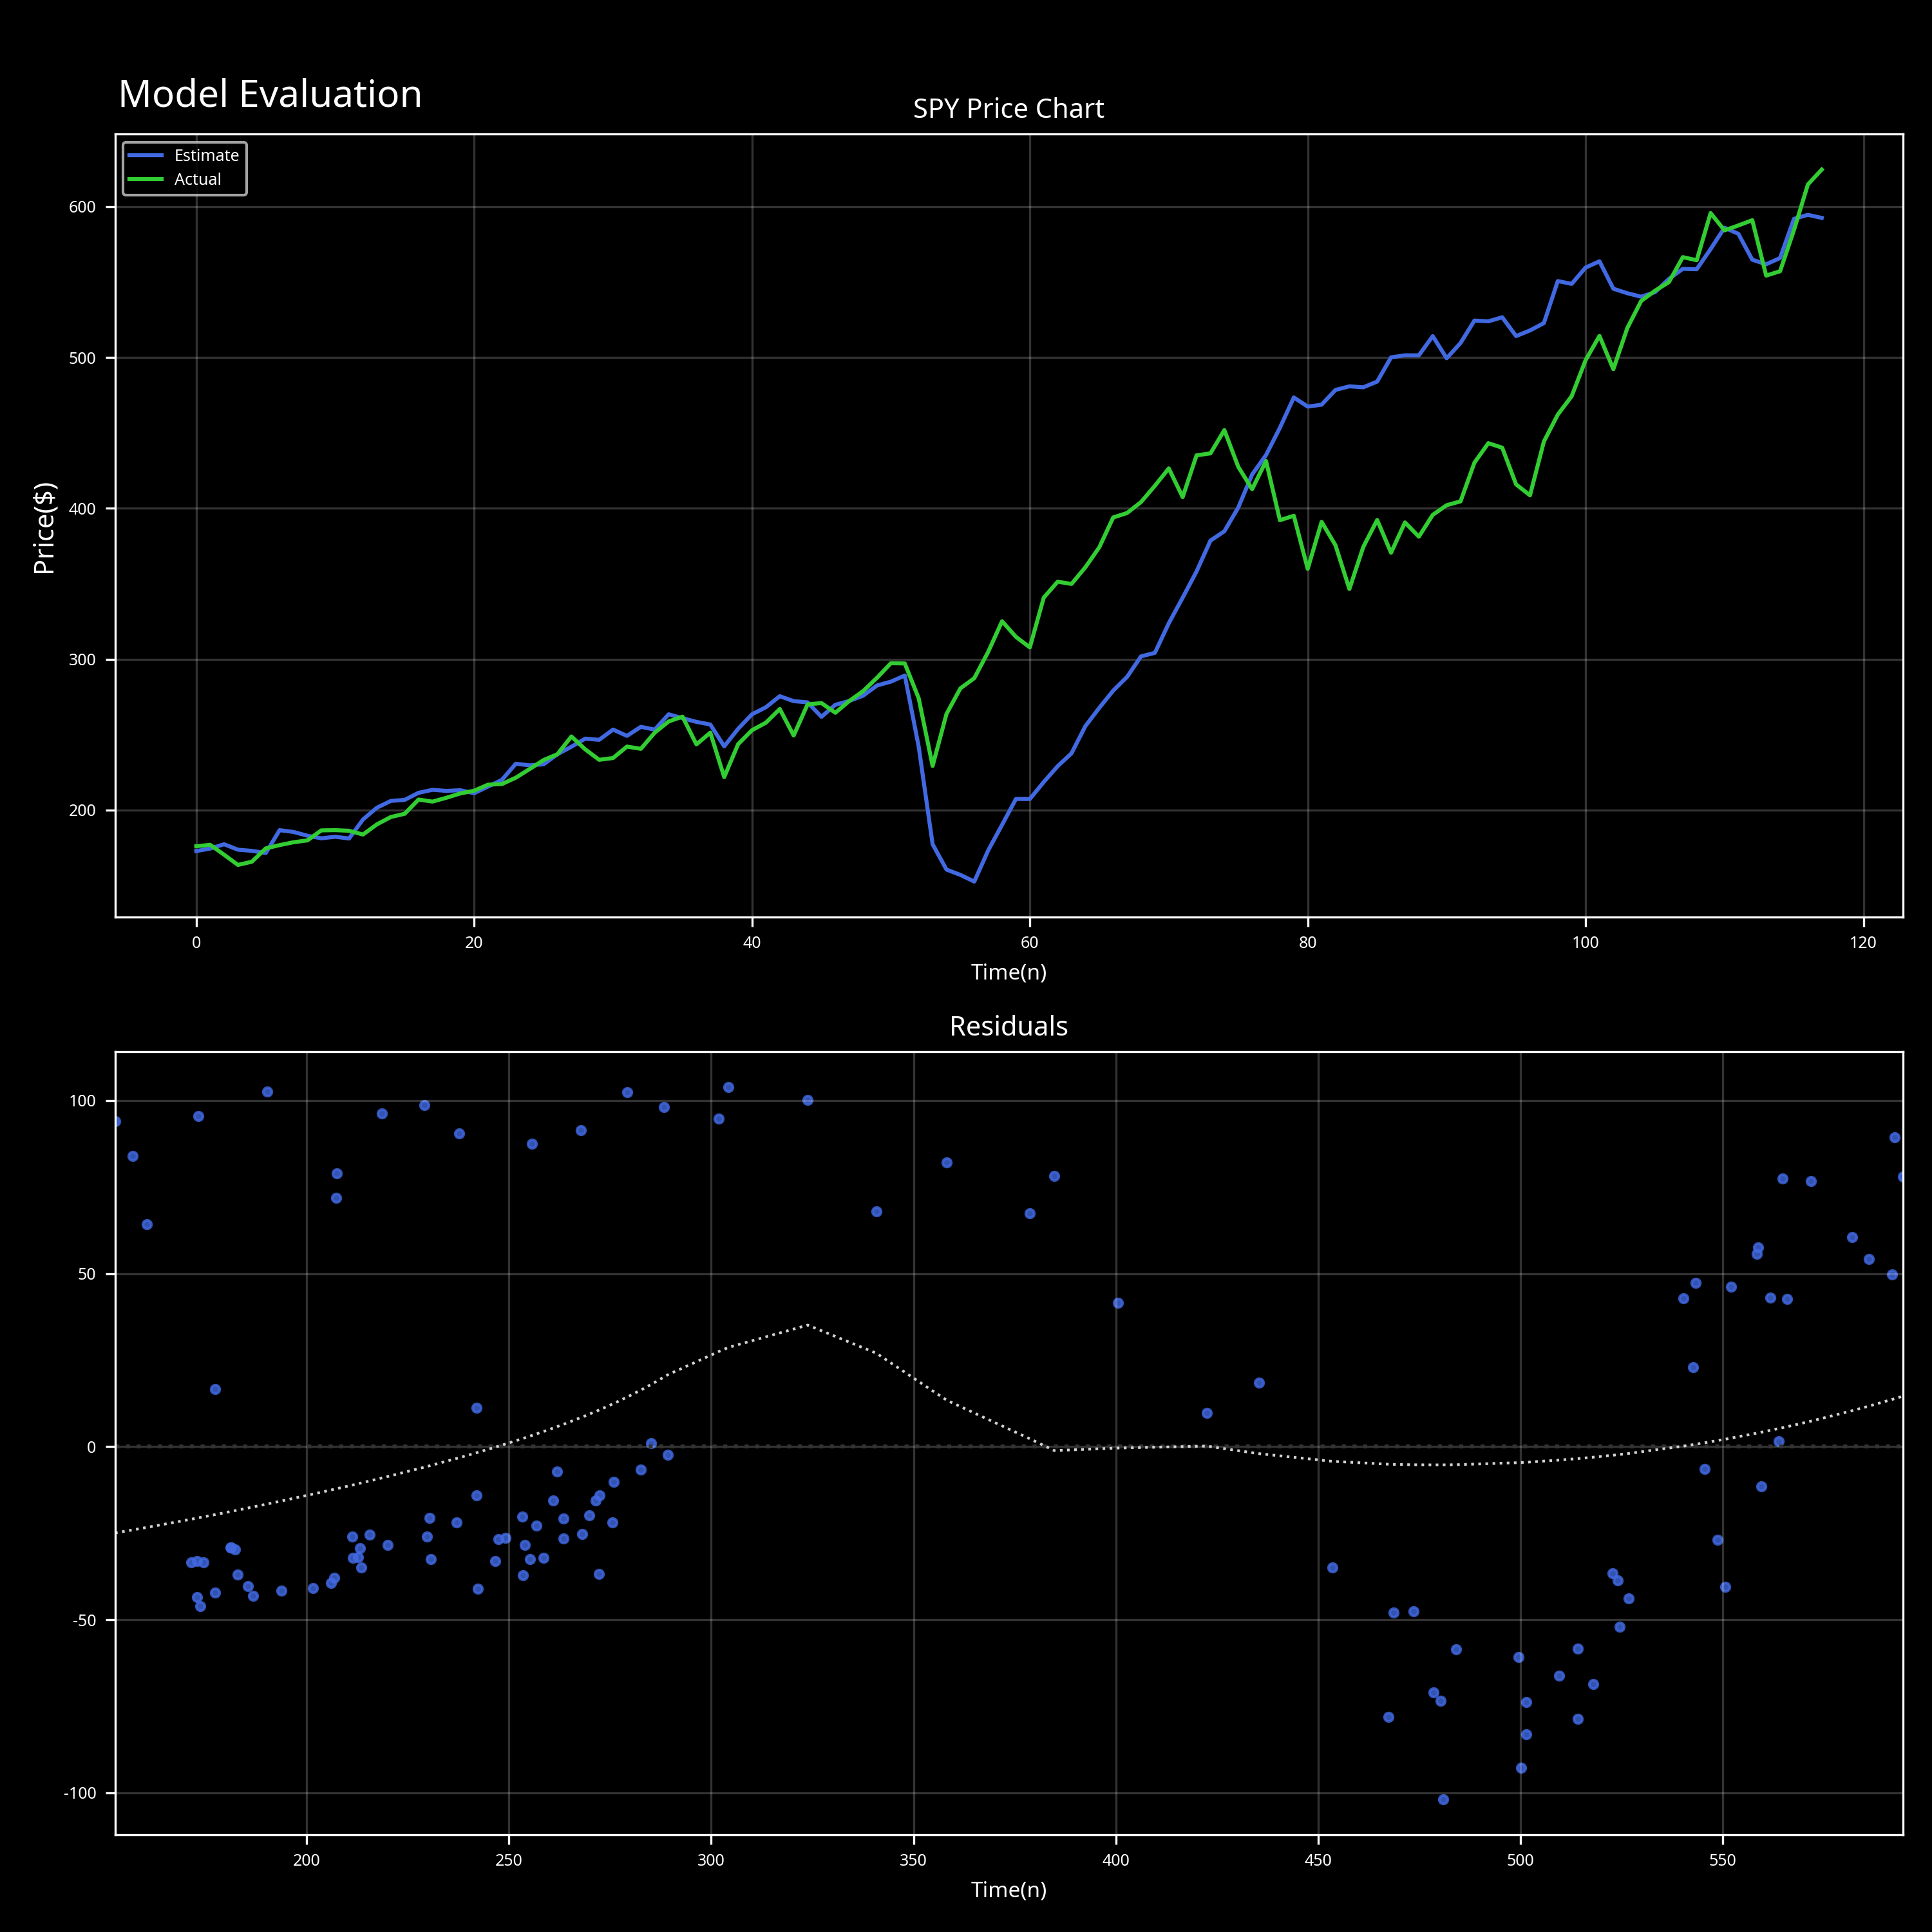 Model Evaluation
SPY Price Chart
Estimate
Actual
600
500
400
300
200
Price($)
0 20 40 60 80 100 120
Time(n)
Residuals
100
50
0
-50
-100
200 250 300 350 400 450 500 550
Time(n)